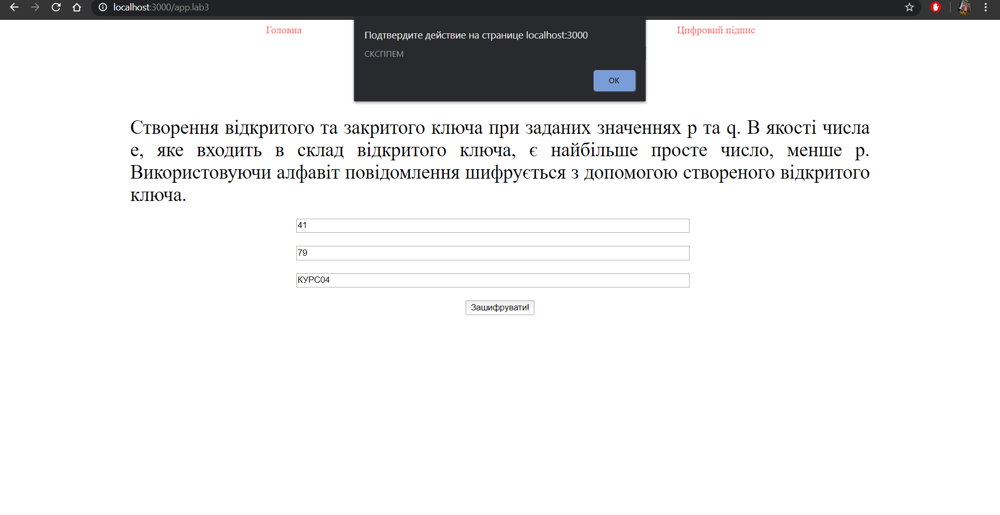 localhost:3000/app.lab3
Головна
Цифровий підпис
Подтвердите действие на странице localhost:3000
СКСППЕМ
ОК
Створення відкритого та закритого ключа при заданих значеннях p та q. В якості числа
e, яке входить в склад відкритого ключа, є найбільше просте число, менше p.
Використовуючи алфавіт повідомлення шифрується з допомогою створеного відкритого
ключа.
41
79
КУРС04
Зашифрувати!